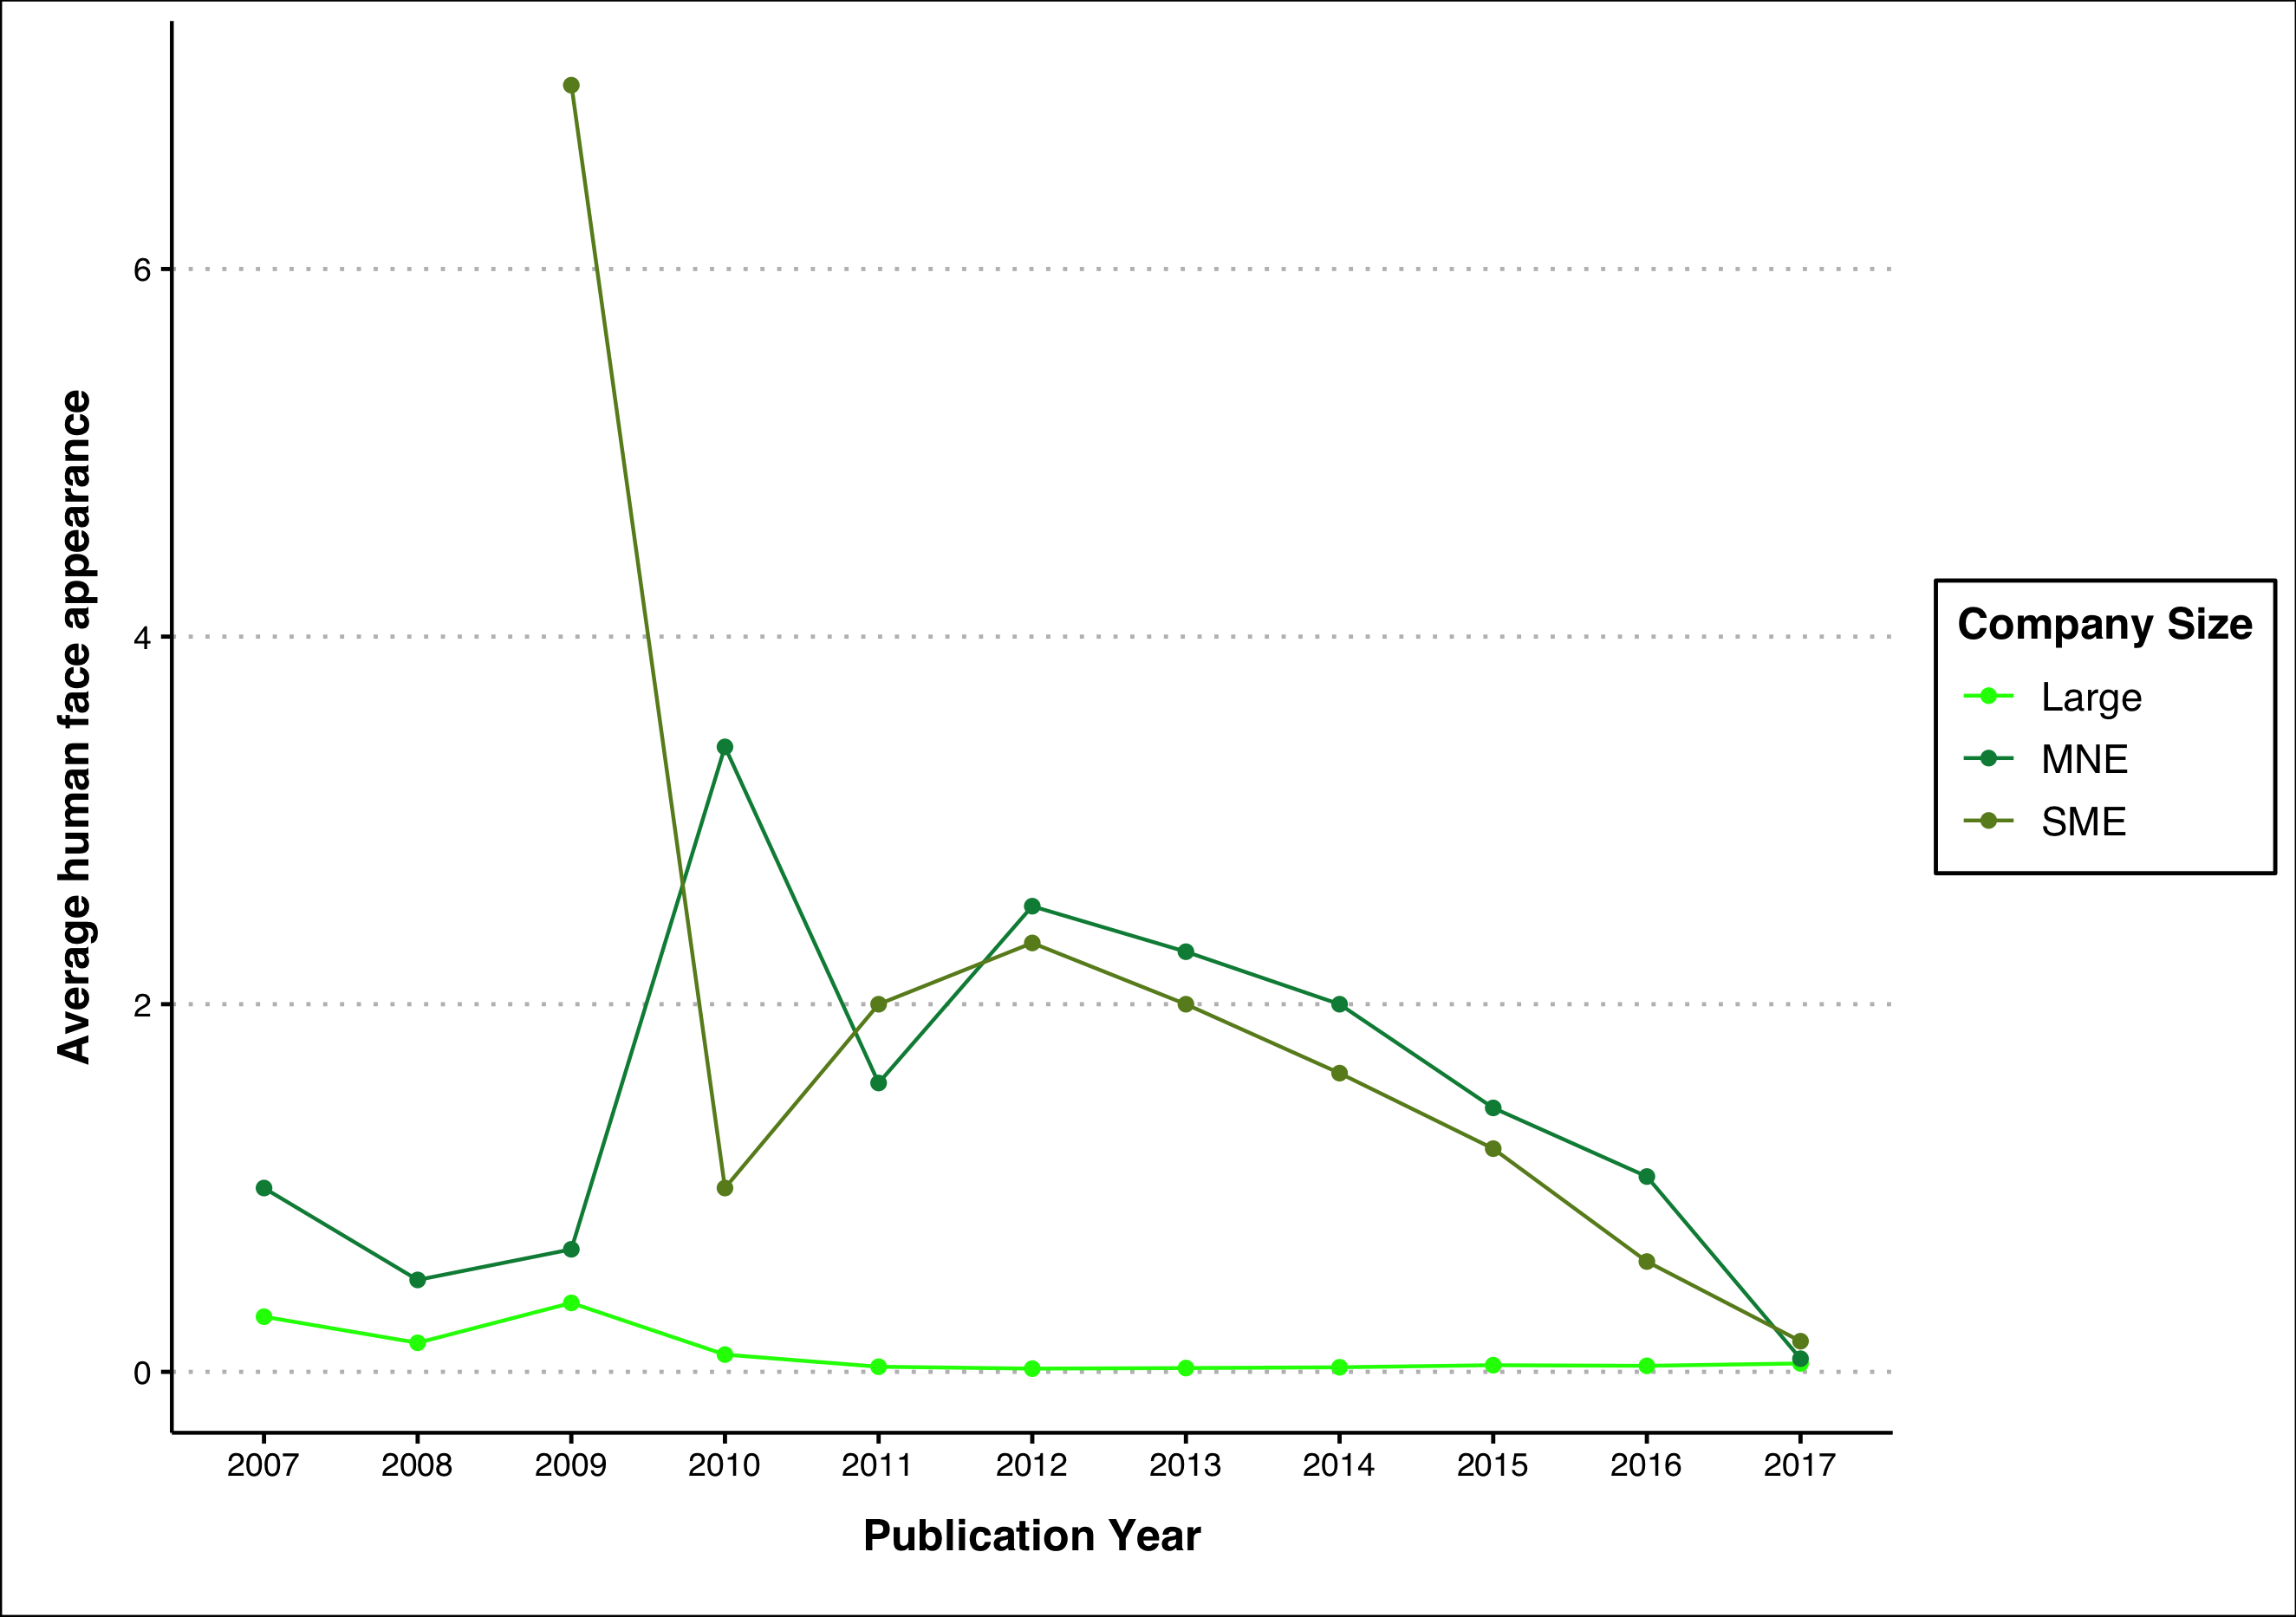 Average human face appearance
6
4
2
0
2007 2008 2009 2010 2011 2012 2013 2014 2015 2016 2017
Publication Year
Company Size
Large
MNE
SME